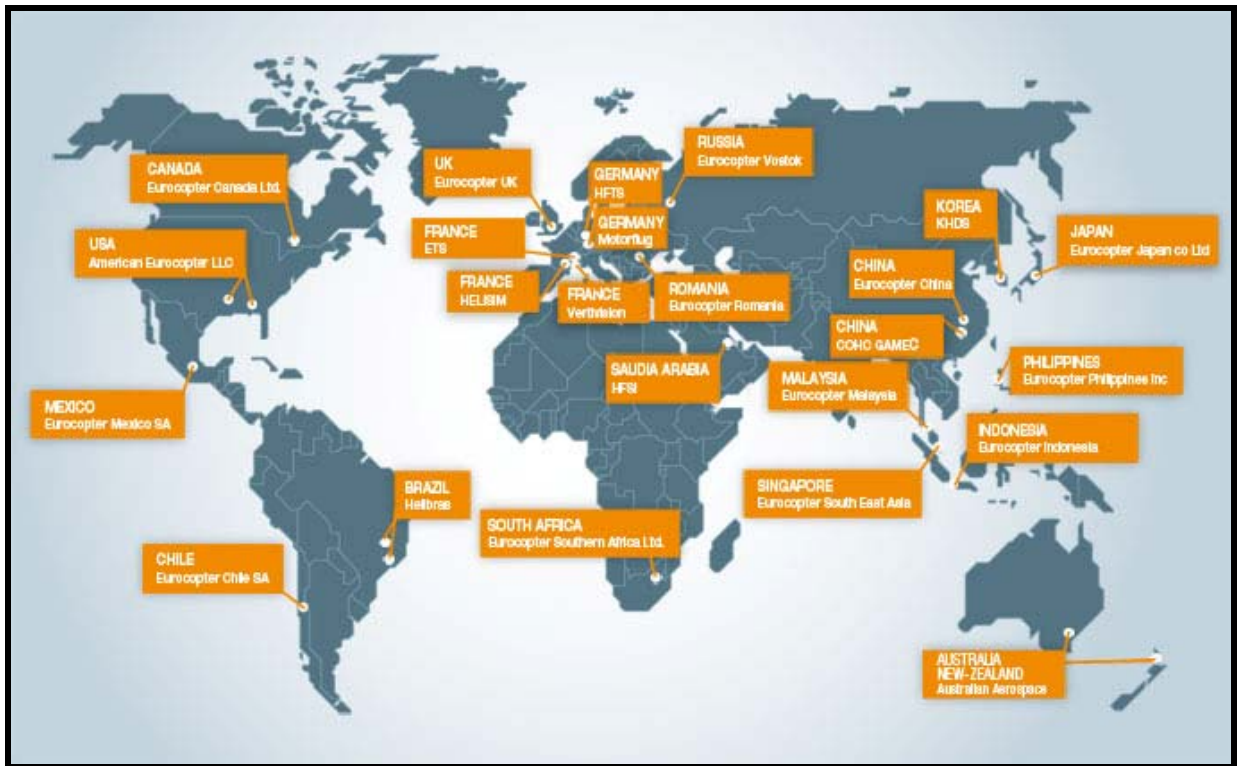 CANADA
Eurocopter Canada Ltd.
USA
American Eurocopter LLC
MEXICO
Eurocopter Mexico SA
BRAZIL
Helibras
CHILE
Eurocopter Chile SA
UK
Eurocopter UK
FRANCE
ETS
FRANCE
HELISIM
FRANCE
Vertivision
GERMANY
HFTS
GERMANY
Motorflug
RUSSIA
Eurocopter Vostok
ROMANIA
Eurocopter Romania
SAUDIA ARABIA
HFSI
SOUTH AFRICA
Eurocopter Southern Africa Ltd.
KOREA
KHDS
JAPAN
Eurocopter Japan co Ltd
CHINA
Eurocopter China
CHINA
COHC GAMEC
PHILIPPINES
Eurocopter Philippines Inc
MALAYSIA
Eurocopter Malaysia
INDONESIA
Eurocopter Indonesia
SINGAPORE
Eurocopter South East Asia
AUSTRALIA
NEW-ZEALAND
Australian Aerospace